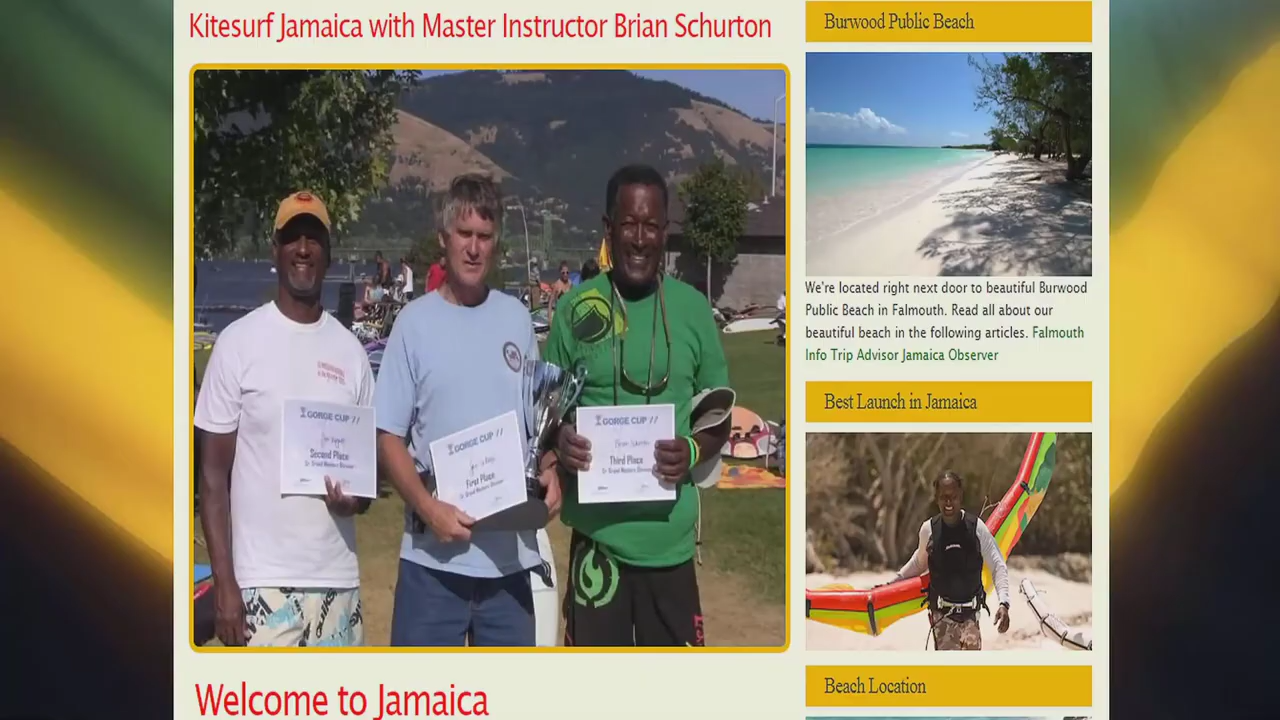 Kitesurf Jamaica with Master Instructor Brian Schurton
GORGE CUP //
Second Place
GORGE CUP //
First Place
GORGE CUP //
Third Place
Welcome to Jamaica
Burwood Public Beach
We're located right next door to beautiful Burwood
Public Beach in Falmouth. Read all about our
beautiful beach in the following articles. Falmouth
Info Trip Advisor Jamaica Observer
Best Launch in Jamaica
Beach Location